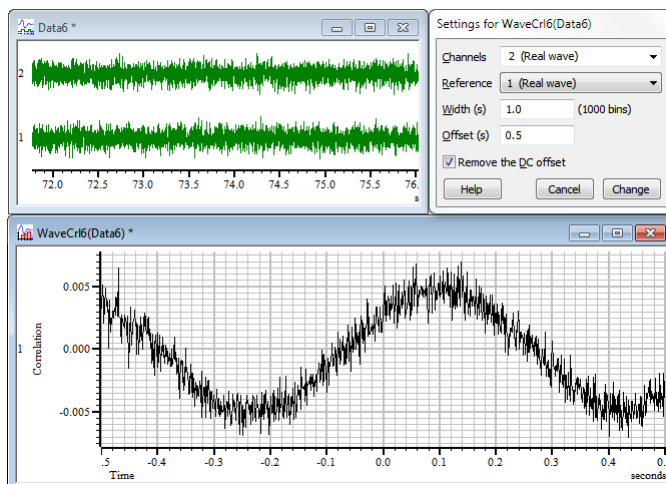 Data6 *
2
1
72.0 72.5 73.0 73.5 74.0 74.5 75.0 75.5 76.
s
Settings for WaveCrl6(Data6)
Channels 2 (Real wave)
Reference 1 (Real wave)
Width (s) 1.0 (1000 bins)
Offset (s) 0.5
Remove the DC offset
Help Cancel Change
WaveCrl6(Data6) *
0.005
0.000
-0.005
1
Correlation
.5 -0.4 -0.3 -0.2 -0.1 0.0 0.1 0.2 0.3 0.4 0.
Time seconds